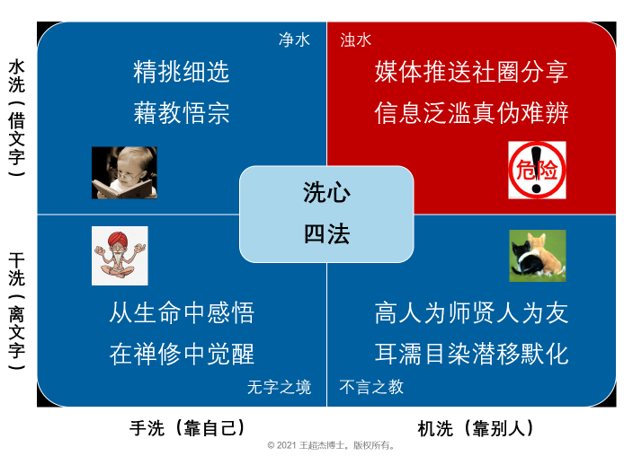 净水
浊水
精挑细选
藉教悟宗
媒体推送社圈分享
信息泛滥真伪难辨
危险
水洗(借文字)
洗心
四法
干洗(离文字)
从生命中感悟
在禅修中觉醒
高人为师贤人为友
耳濡目染潜移默化
无字之境
不言之教
手洗（靠自己）
机洗（靠别人）
© 2021 王超杰博士。版权所有。